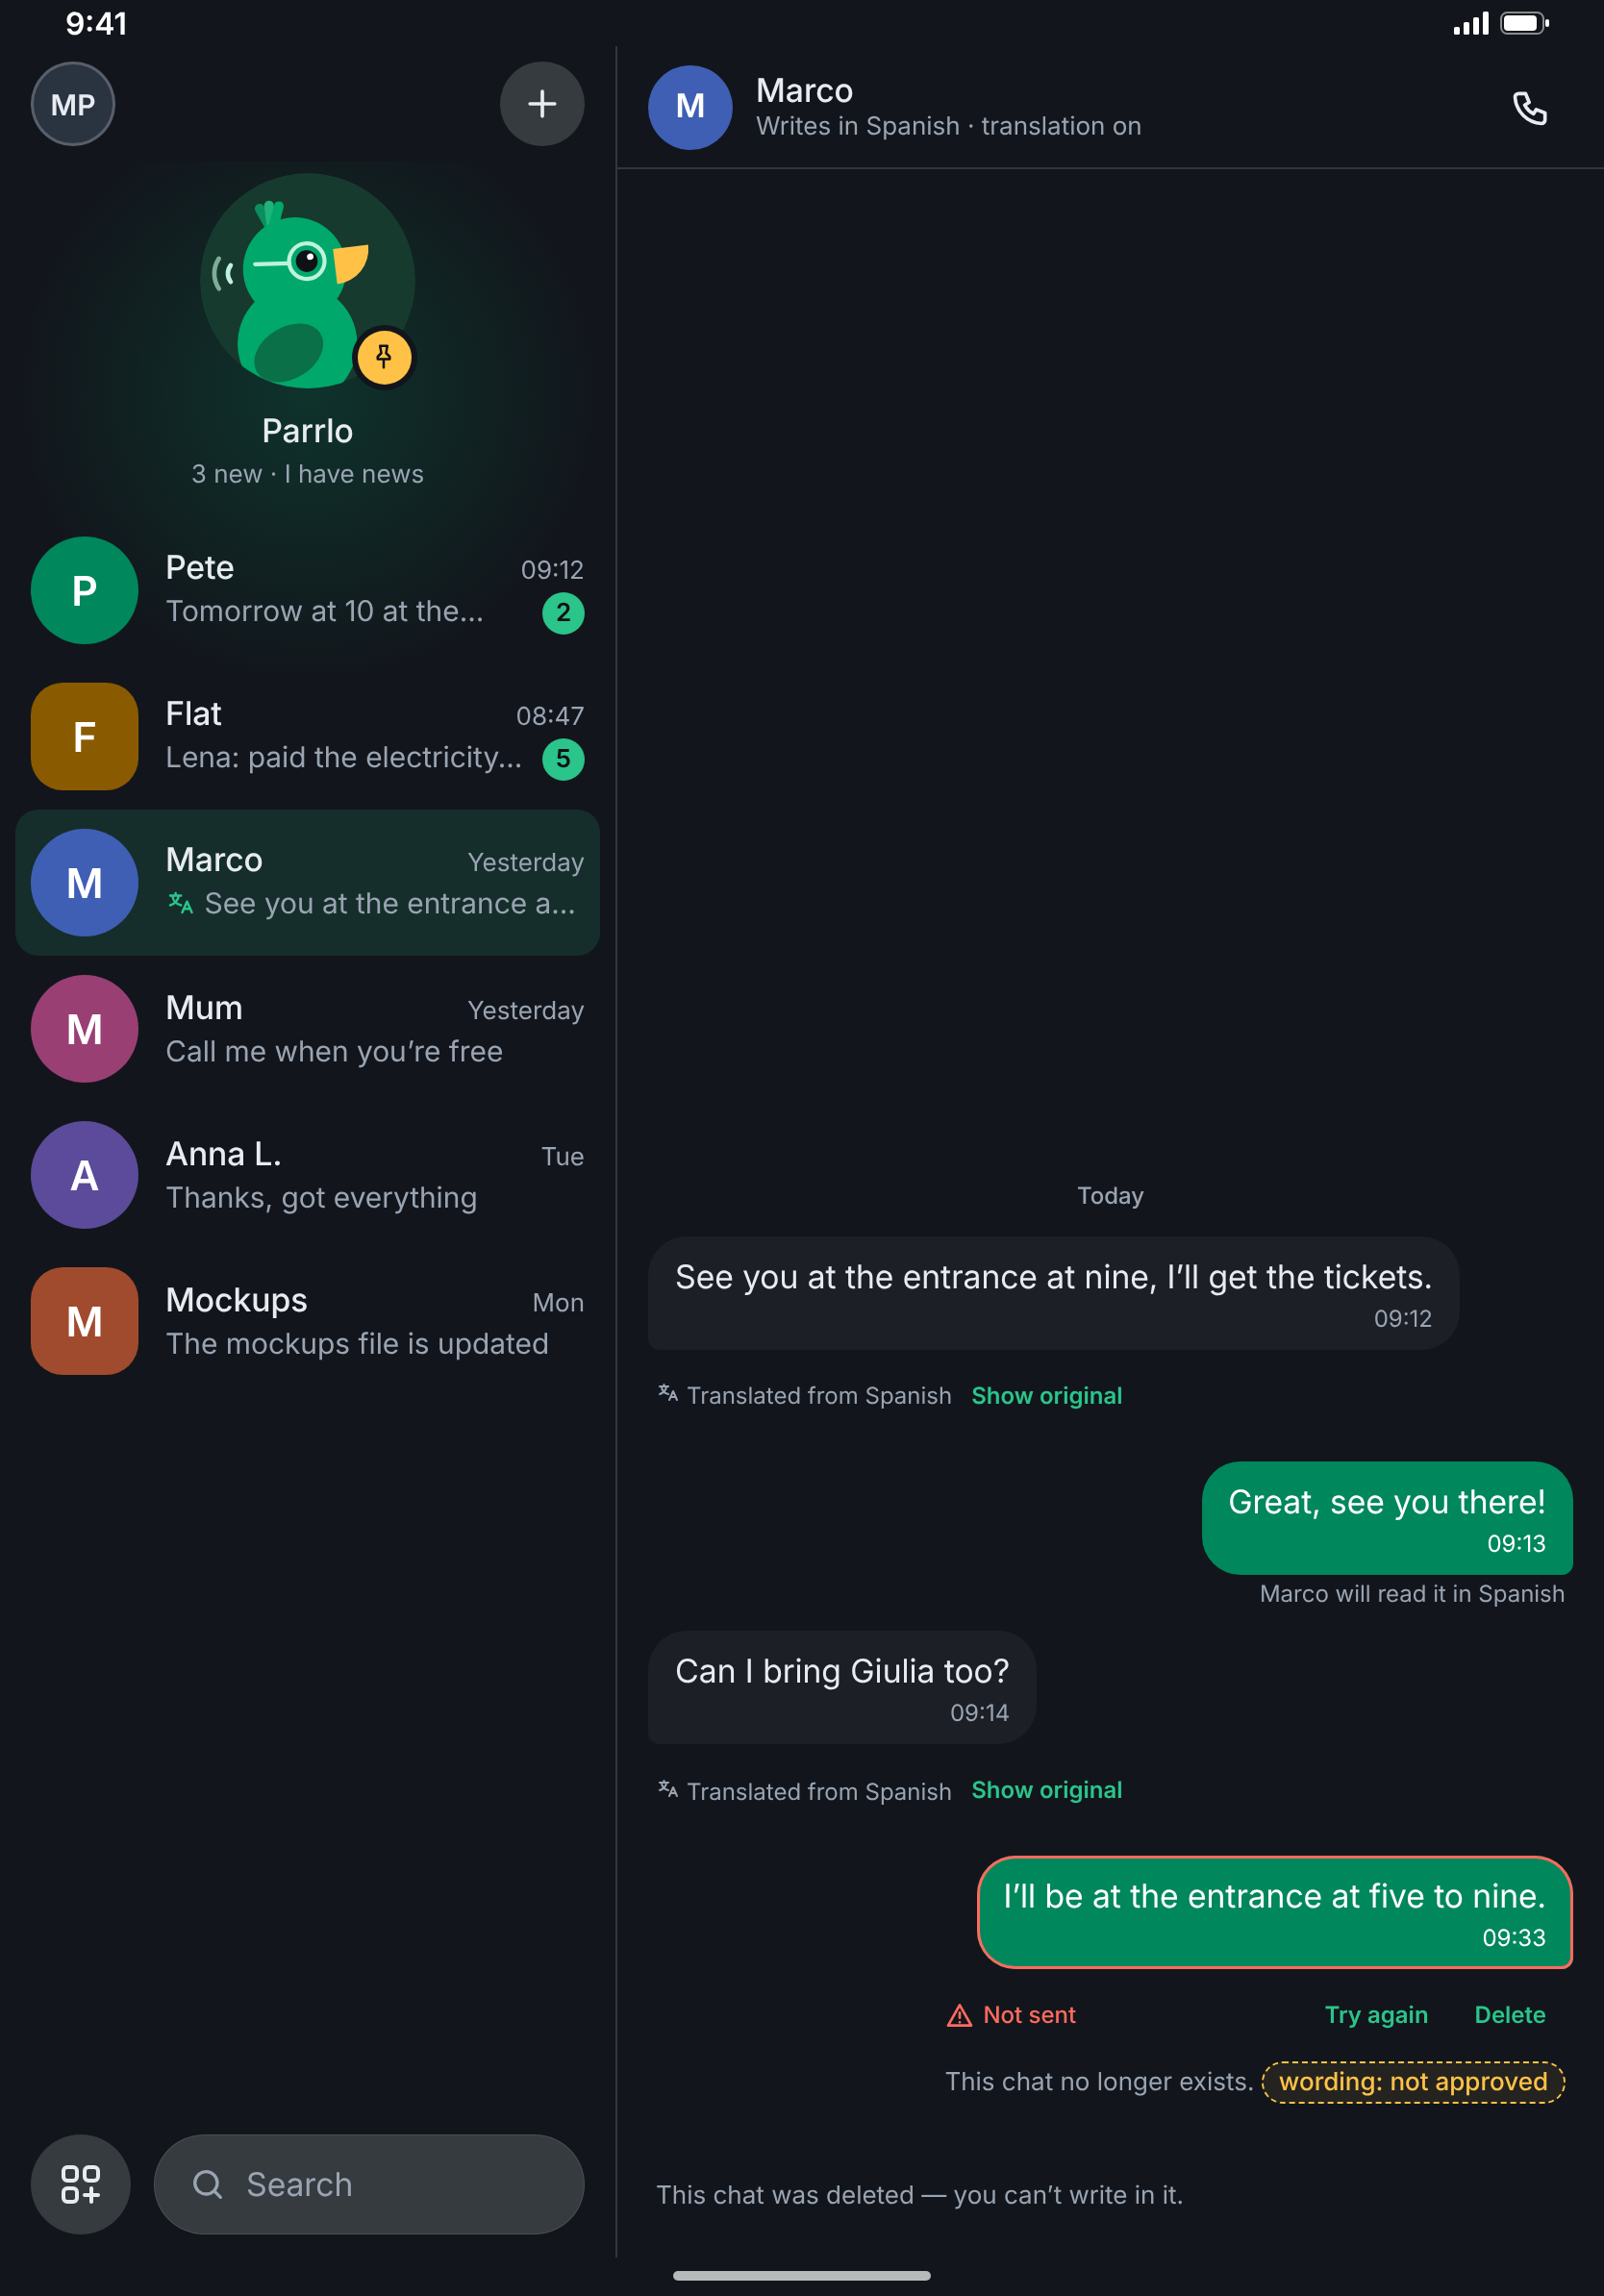 9:41
MP
Parrlo
3 new · I have news
P
Pete
09:12
Tomorrow at 10 at the...
2
F
Flat
08:47
Lena: paid the electricity...
5
M
Marco
Yesterday
文A See you at the entrance a...
M
Mum
Yesterday
Call me when you’re free
A
Anna L.
Tue
Thanks, got everything
M
Mockups
Mon
The mockups file is updated
Search
M
Marco
Writes in Spanish · translation on
Today
See you at the entrance at nine, I’ll get the tickets.
09:12
文A Translated from Spanish Show original
Great, see you there!
09:13
Marco will read it in Spanish
Can I bring Giulia too?
09:14
文A Translated from Spanish Show original
I’ll be at the entrance at five to nine.
09:33
Not sent Try again Delete
This chat no longer exists. wording: not approved
This chat was deleted — you can’t write in it.